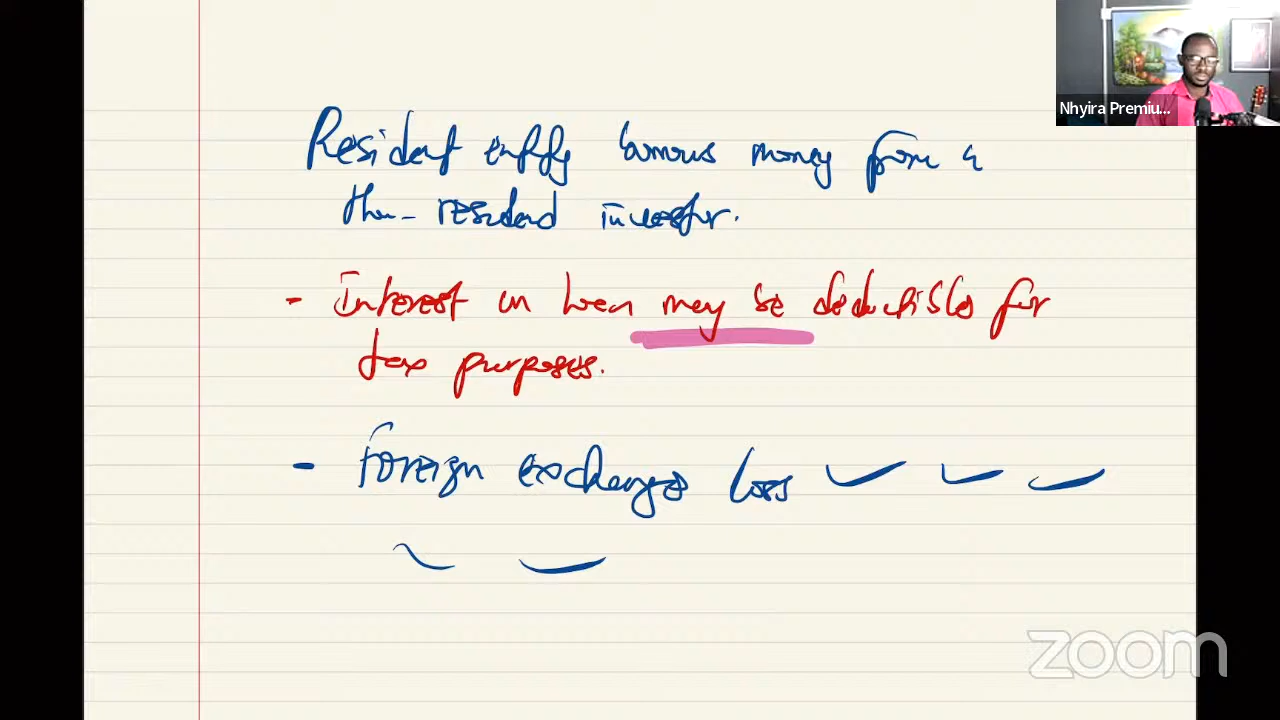 Nhyira Premiu...
Resident entity borrows money from a
non-resident investor.
- Interest on loan may be deductible for
tax purposes.
- Foreign exchange loss
zoom